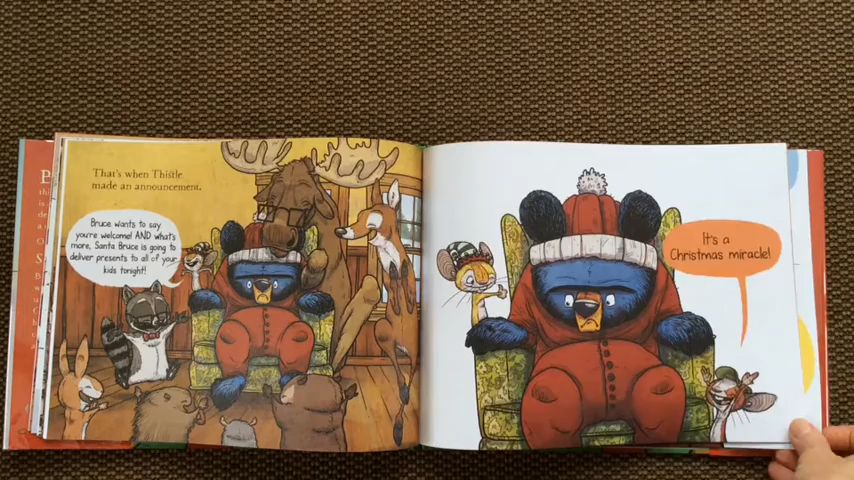 That's when Thistle
made an announcement.
Bruce wants to say
you're welcome! AND what's
more, Santa Bruce is going to
deliver presents to all of your
kids tonight!
It's a
Christmas miracle!